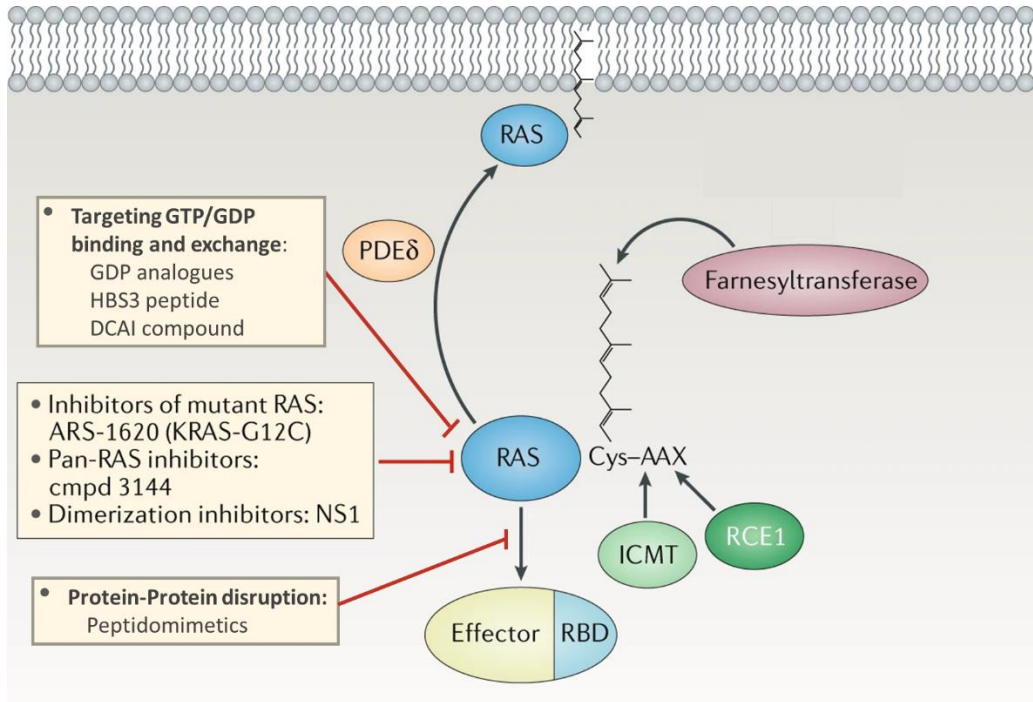 RAS
• Targeting GTP/GDP
binding and exchange:
GDP analogues
HBS3 peptide
DCAI compound
PDEδ
Farnesyltransferase
• Inhibitors of mutant RAS:
ARS-1620 (KRAS-G12C)
• Pan-RAS inhibitors:
cmpd 3144
• Dimerization inhibitors: NS1
RAS
Cys–AAX
ICMT
RCE1
• Protein-Protein disruption:
Peptidomimetics
Effector
RBD